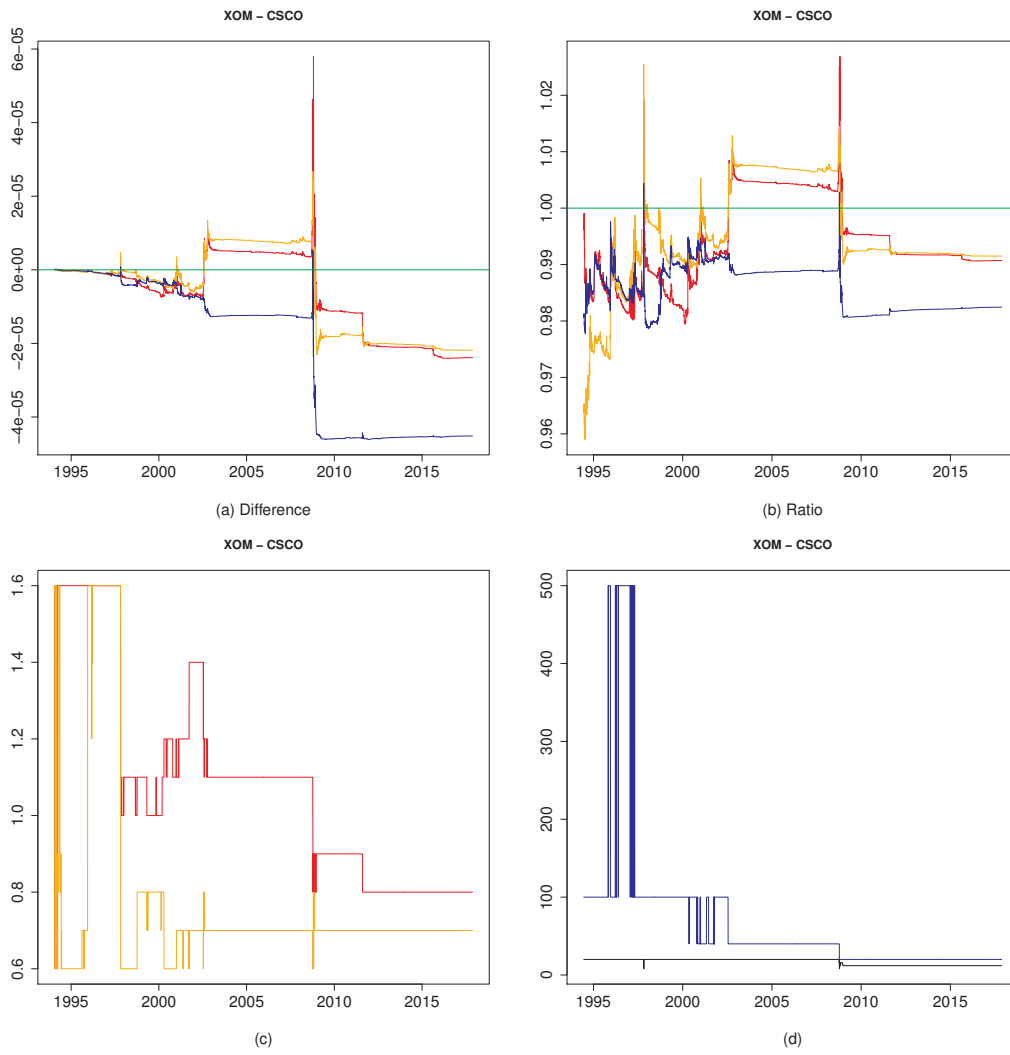 XOM − CSCO
6e−05
4e−05
2e−05
0e+00
−2e−05
−4e−05
1995 2000 2005 2010 2015
(a) Difference
XOM − CSCO
1.02
1.01
1.00
0.99
0.98
0.97
0.96
1995 2000 2005 2010 2015
(b) Ratio
XOM − CSCO
1.6
1.4
1.2
1.0
0.8
0.6
1995 2000 2005 2010 2015
(c)
XOM − CSCO
500
400
300
200
100
0
1995 2000 2005 2010 2015
(d)